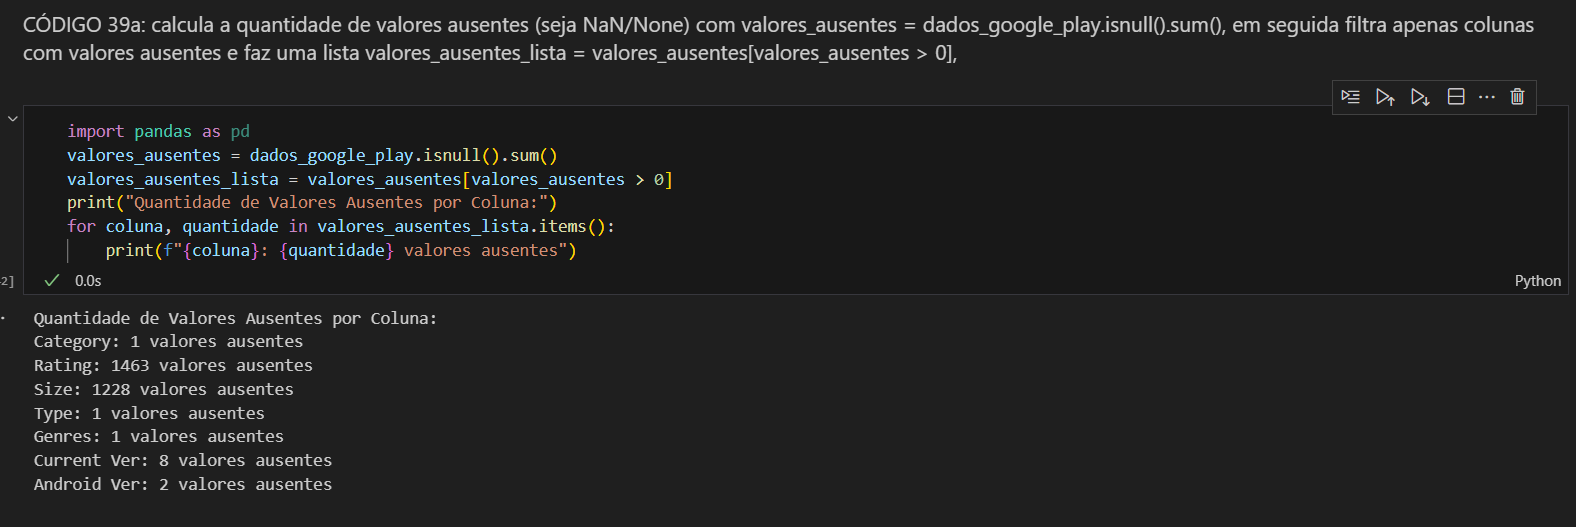 CÓDIGO 39a: calcula a quantidade de valores ausentes (seja NaN/None) com valores_ausentes = dados_google_play.isnull().sum(), em seguida filtra apenas colunas
com valores ausentes e faz uma lista valores_ausentes_lista = valores_ausentes[valores_ausentes > 0],
import pandas as pd
valores_ausentes = dados_google_play.isnull().sum()
valores_ausentes_lista = valores_ausentes[valores_ausentes > 0]
print("Quantidade de Valores Ausentes por Coluna:")
for coluna, quantidade in valores_ausentes_lista.items():
    print(f"{coluna}: {quantidade} valores ausentes")
2]
0.0s
Python
Quantidade de Valores Ausentes por Coluna:
Category: 1 valores ausentes
Rating: 1463 valores ausentes
Size: 1228 valores ausentes
Type: 1 valores ausentes
Genres: 1 valores ausentes
Current Ver: 8 valores ausentes
Android Ver: 2 valores ausentes